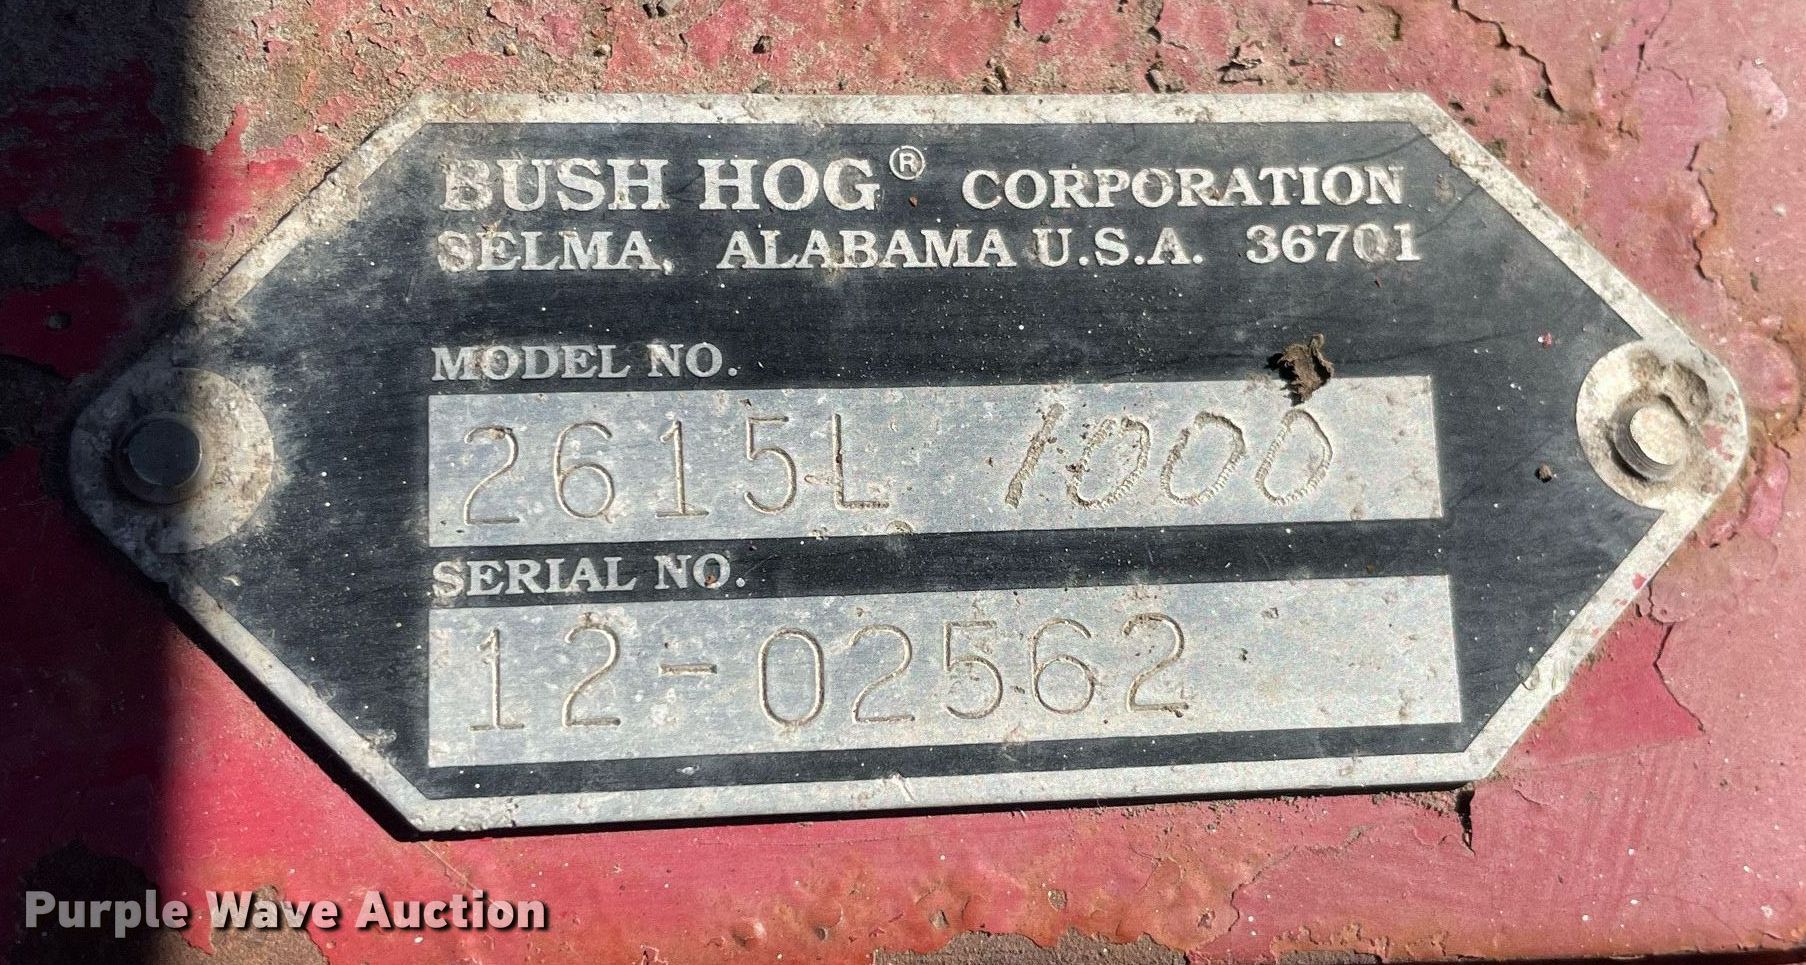 BUSH HOG® CORPORATION
SELMA, ALABAMA U.S.A. 36701
MODEL NO.
2615L 1000
SERIAL NO.
12-02562
Purple Wave Auction